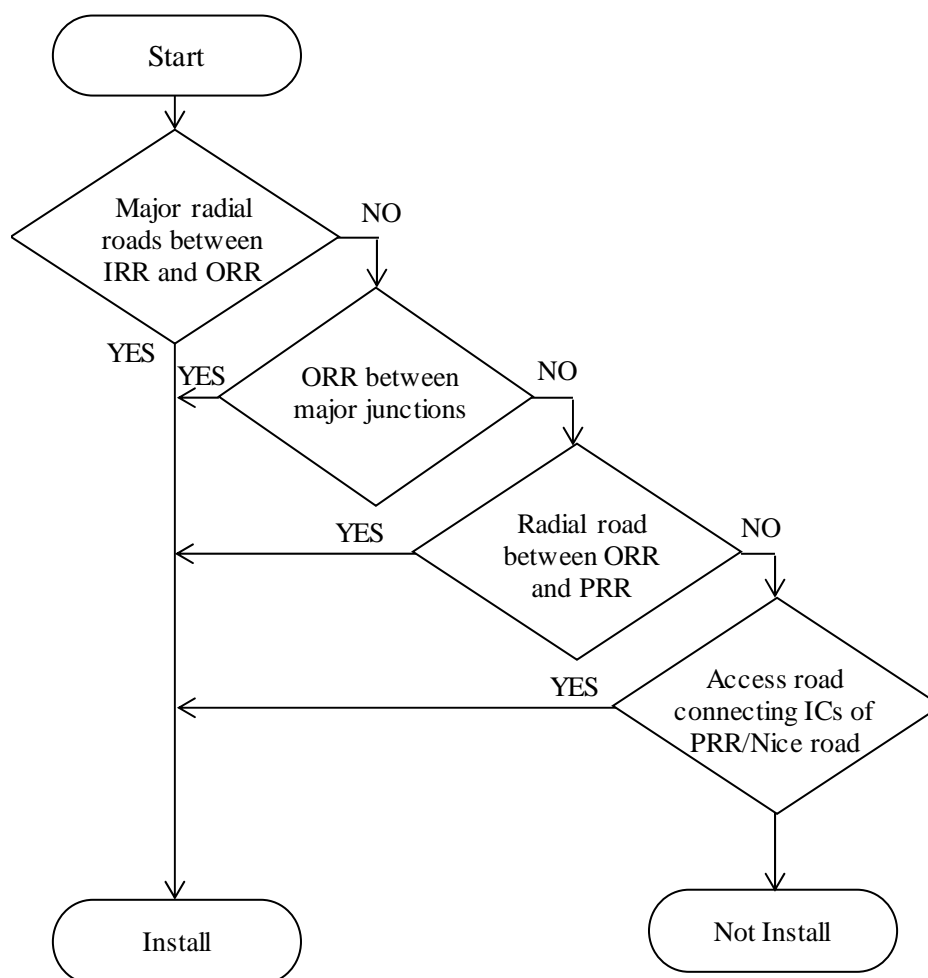 Start
Major radial
roads between
IRR and ORR
NO
YES
ORR between
major junctions
YES
NO
Radial road
between ORR
and PRR
YES
NO
Access road
connecting ICs of
PRR/Nice road
YES
Install
Not Install